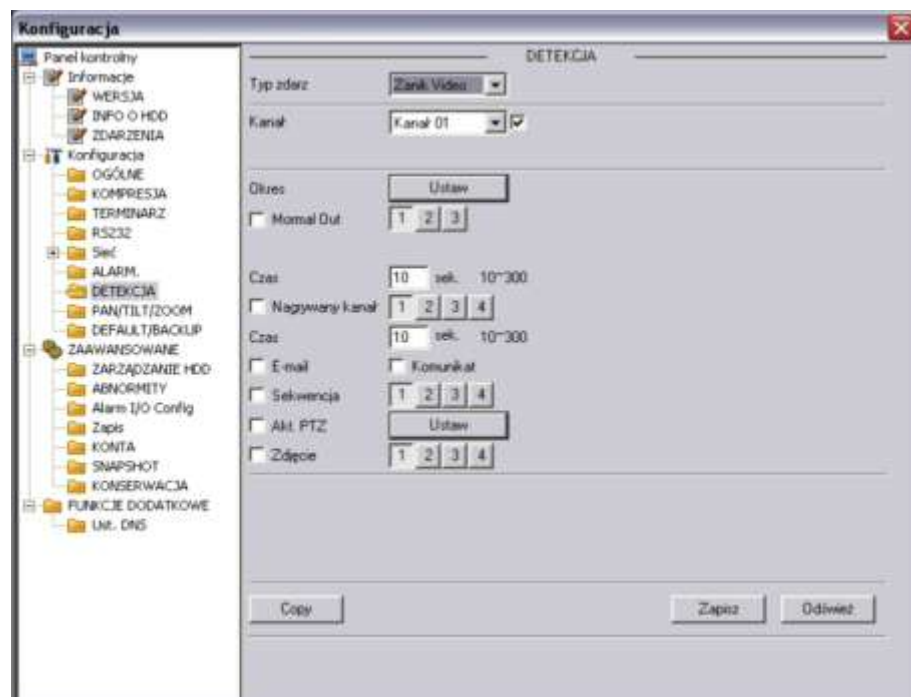 Konfiguracja
Panel kontrolny
Informacje
WERSJA
INFO O HDD
ZDARZENIA
Konfiguracja
OGÓLNE
KOMPRESJA
TERMINARZ
RS232
Sieć
ALARM.
DETEKCJA
PAN/TILT/ZOOM
DEFAULT/BACKUP
ZAAWANSOWANE
ZARZĄDZANIE HDD
ABNORMITY
Alarm I/O Config
Zapis
KONTA
SNAPSHOT
KONSERWACJA
FUNKCJE DODATKOWE
Ust. DNS
DETEKCJA
Typ zdarz Zanik Video
Kanał Kanał 01
Okres Ustaw
Mormal Out 1 2 3
Czas 10 sek. 10~300
Nagrywany kanał 1 2 3 4
Czas 10 sek. 10~300
E-mail Komunikat
Sekwencja 1 2 3 4
Akt. PTZ Ustaw
Zdjęcie 1 2 3 4
Copy Zapisz Odśwież